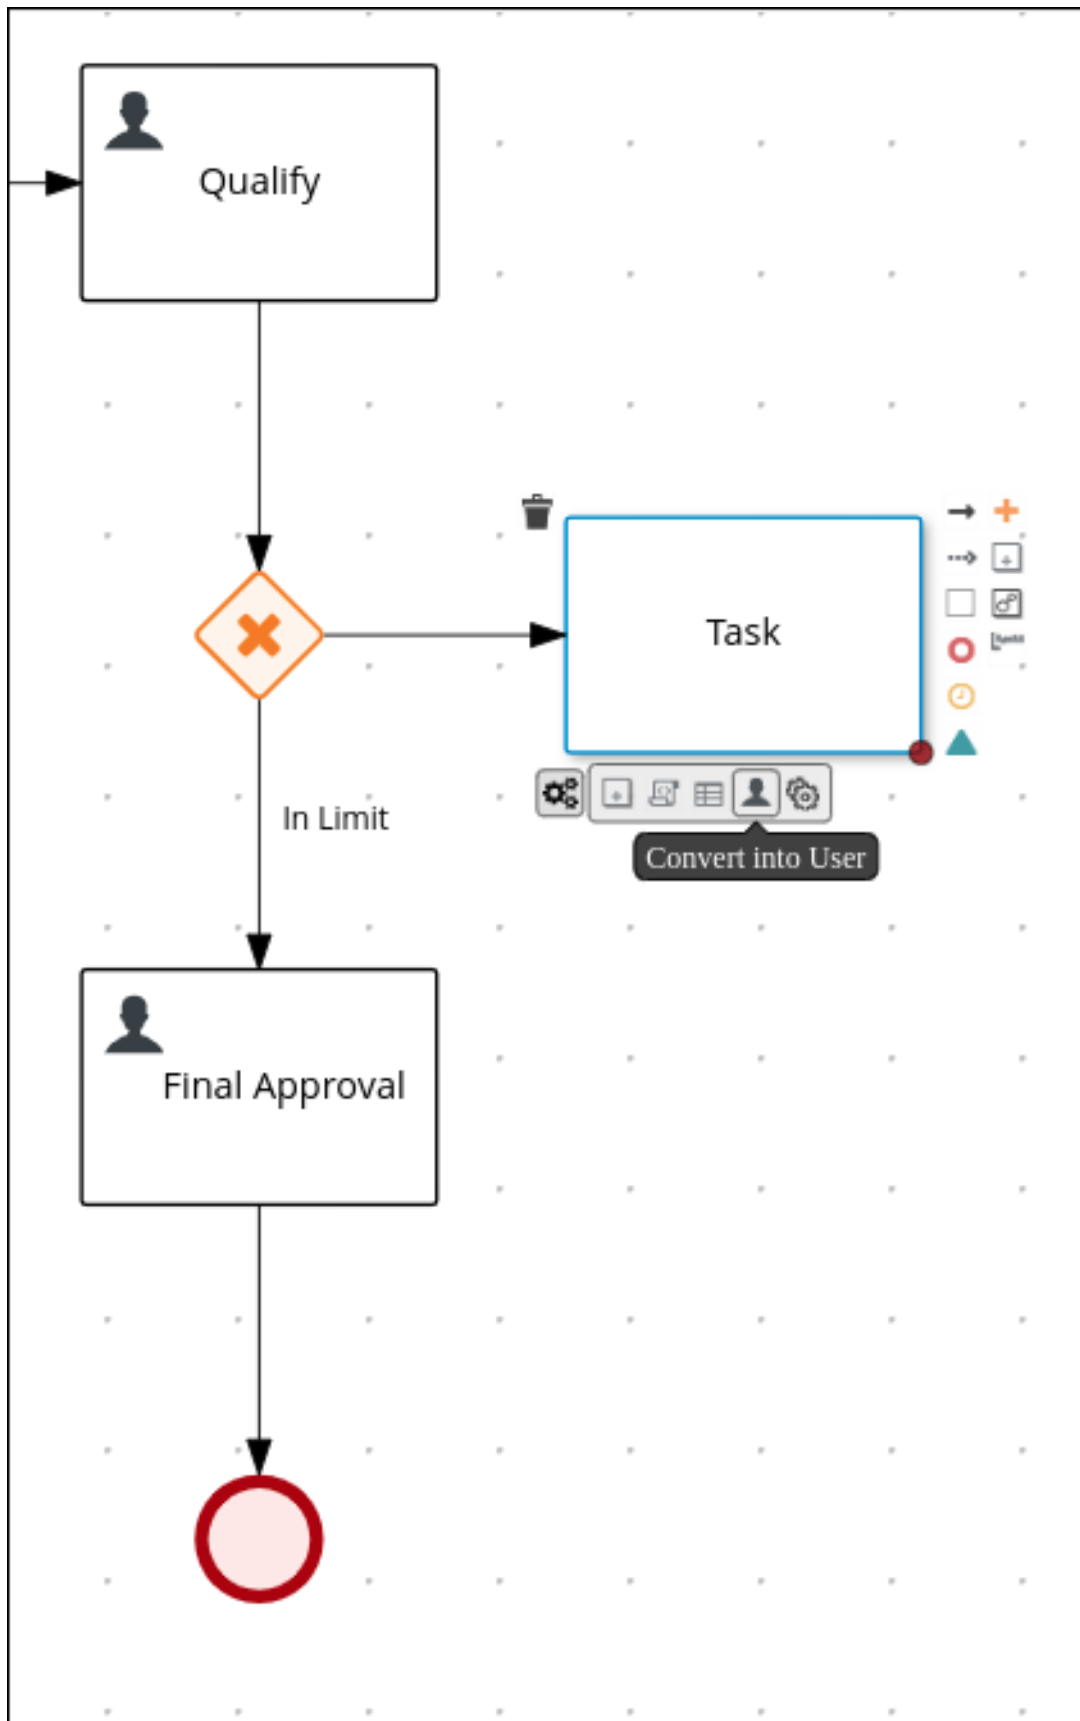 Qualify
Task
In Limit
Convert into User
Final Approval